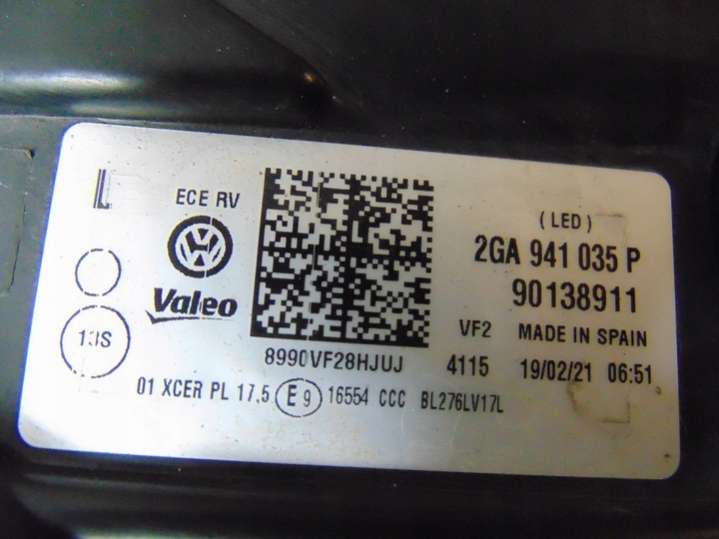 L
ECE RV
(LED)
2GA 941 035 P
Valeo
90138911
VF2 MADE IN SPAIN
13S
8990VF28HJUJ
4115 19/02/21 06:51
01 XCER PL 17,5 E9 16554 CCC BL276LV17L